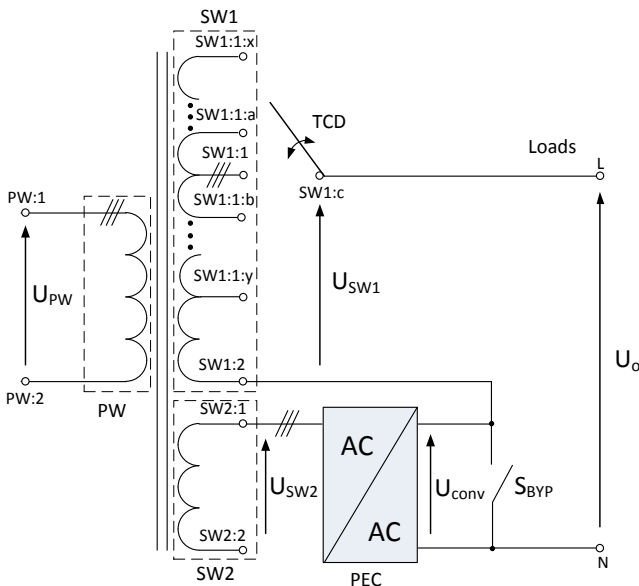 SW1
SW1:1:x
SW1:1:a
TCD
SW1:1
Loads
L
PW:1
SW1:c
SW1:1:b
U_PW
SW1:1:y
U_SW1
U_o
SW1:2
PW:2
PW
SW2:1
AC
U_SW2
U_conv
S_BYP
AC
SW2:2
N
SW2
PEC